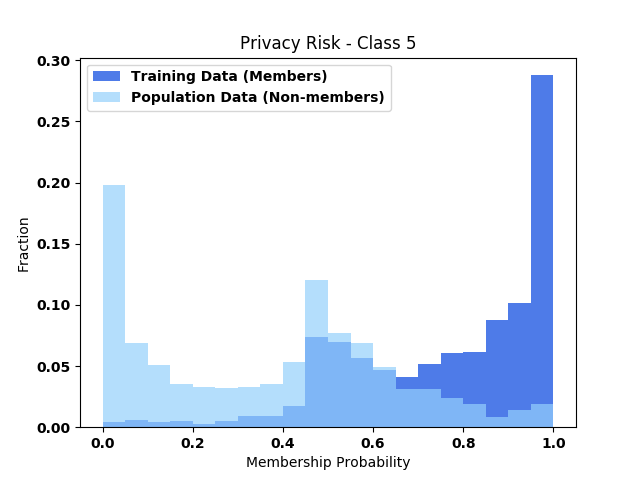 Privacy Risk - Class 5
Training Data (Members)
Population Data (Non-members)
0.30
0.25
0.20
0.15
0.10
0.05
0.00
Fraction
0.0 0.2 0.4 0.6 0.8 1.0
Membership Probability